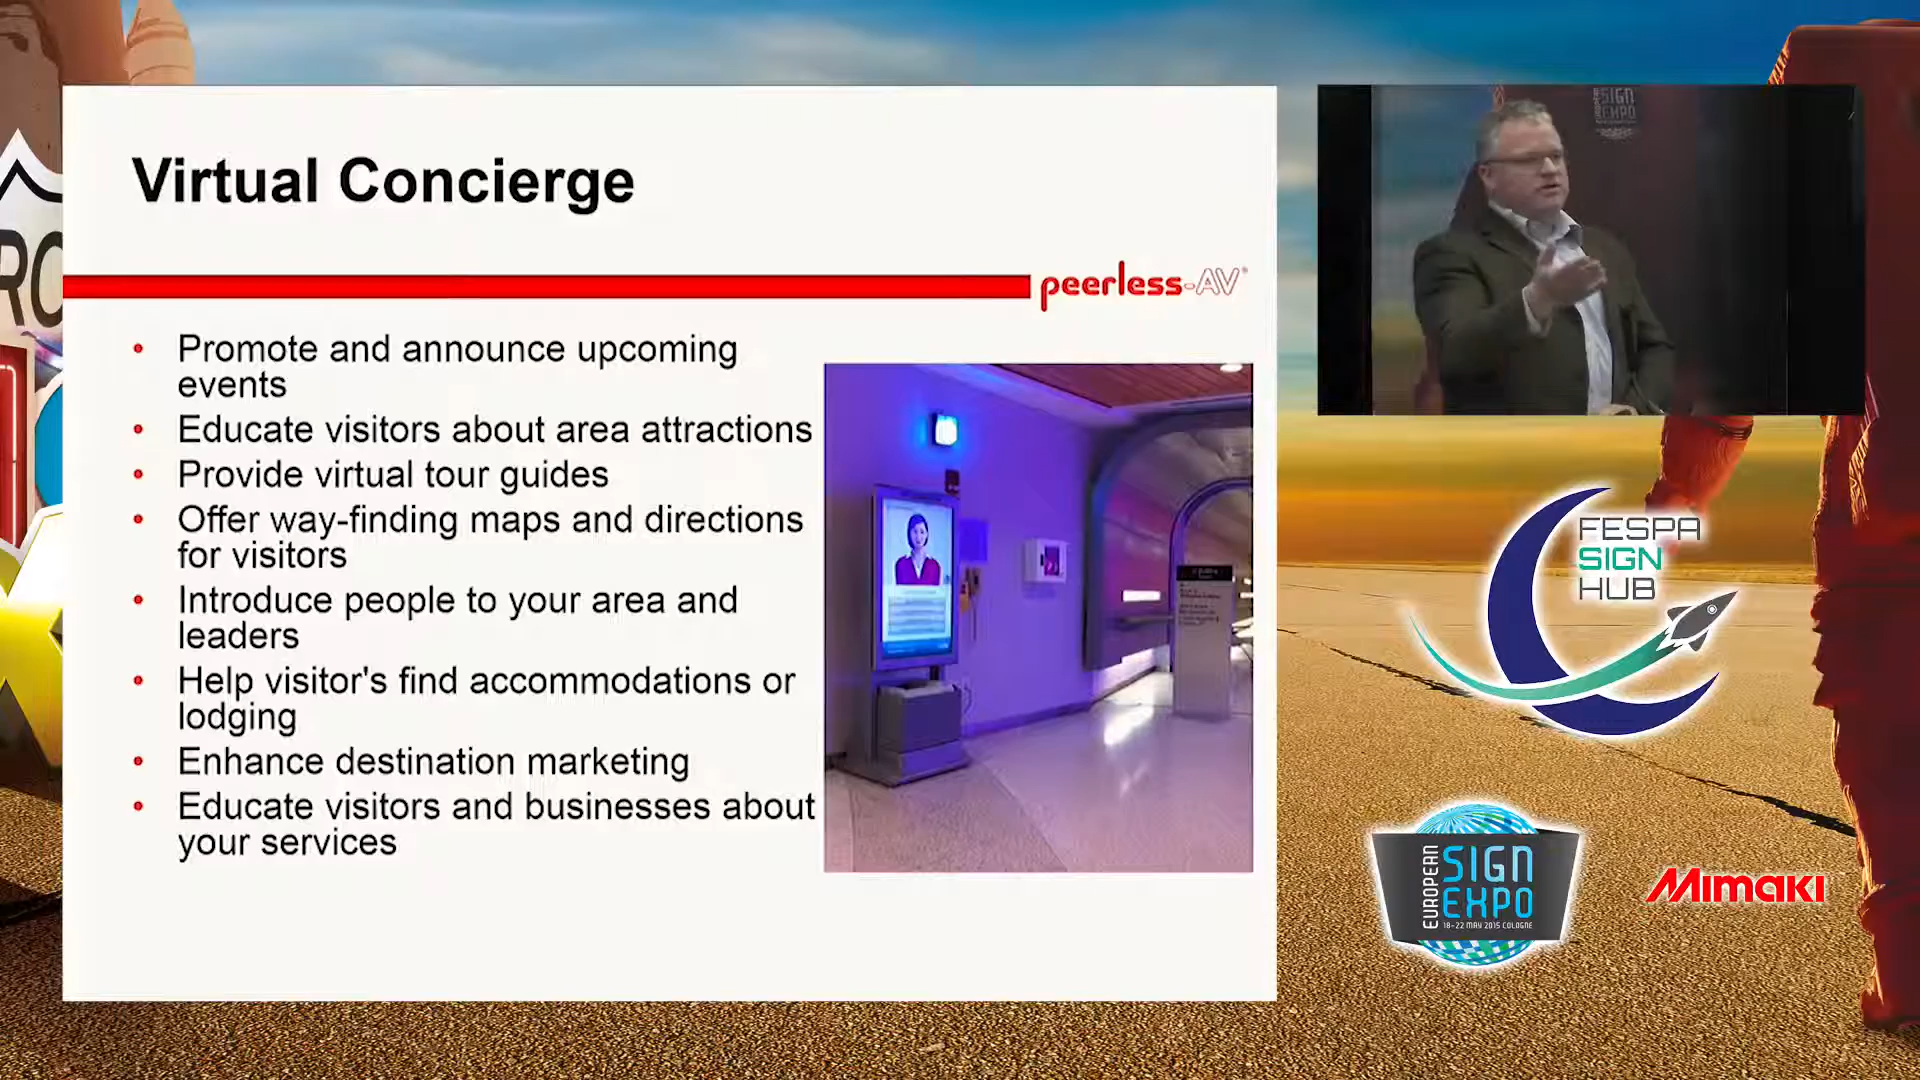 Virtual Concierge
peerless-AV®
• Promote and announce upcoming
events
• Educate visitors about area attractions
• Provide virtual tour guides
• Offer way-finding maps and directions
for visitors
• Introduce people to your area and
leaders
• Help visitor's find accommodations or
lodging
• Enhance destination marketing
• Educate visitors and businesses about
your services
SIGN
EXPO
FESPA
SIGN
HUB
EUROPEAN
SIGN
EXPO
18-22 MAY 2015 COLOGNE
Mimaki
RO